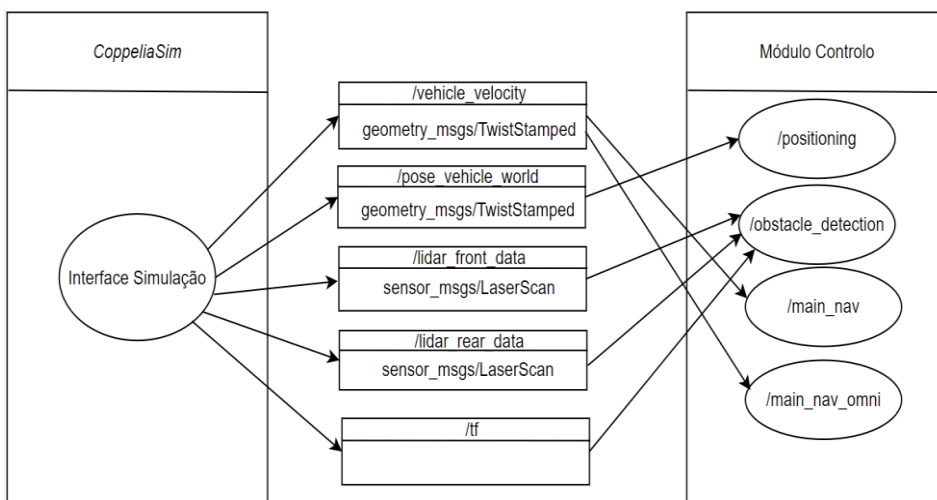 CoppeliaSim
Módulo Controlo
/vehicle_velocity
geometry_msgs/TwistStamped
/pose_vehicle_world
geometry_msgs/TwistStamped
/lidar_front_data
sensor_msgs/LaserScan
/lidar_rear_data
sensor_msgs/LaserScan
/tf
Interface Simulação
/positioning
/obstacle_detection
/main_nav
/main_nav_omni